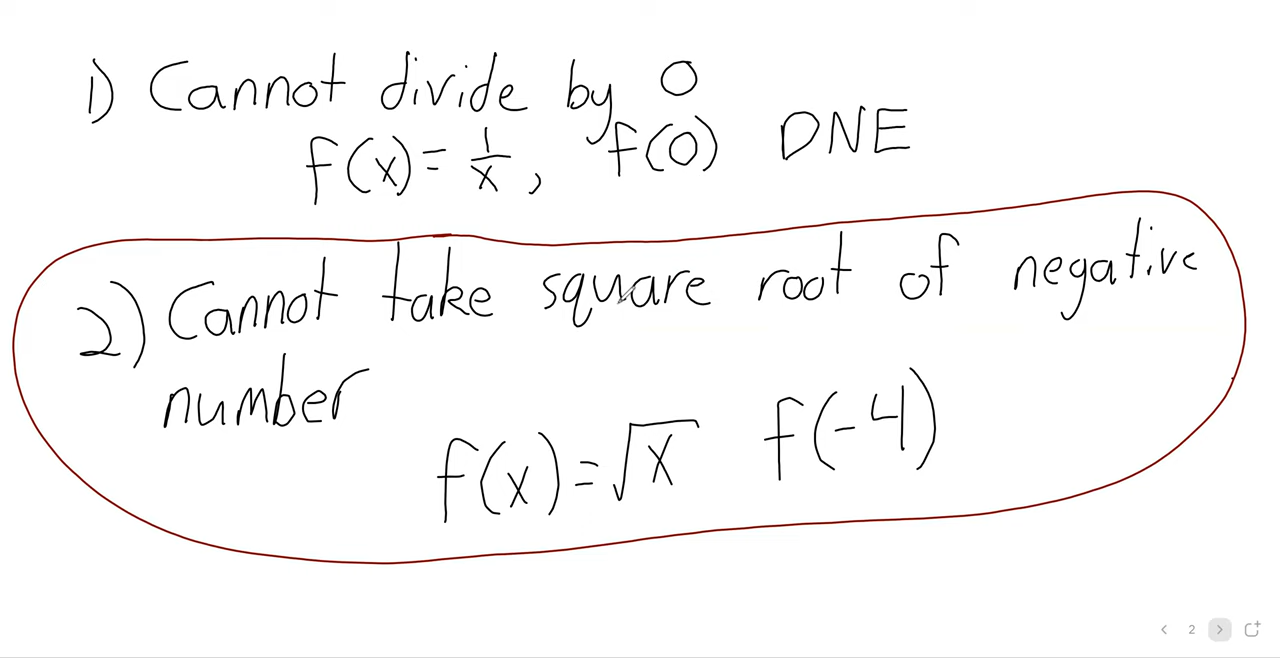 1) Cannot divide by 0
f(x) = 1/x, f(0) DNE
2) Cannot take square root of negative
number
f(x) = √x f(-4)
2